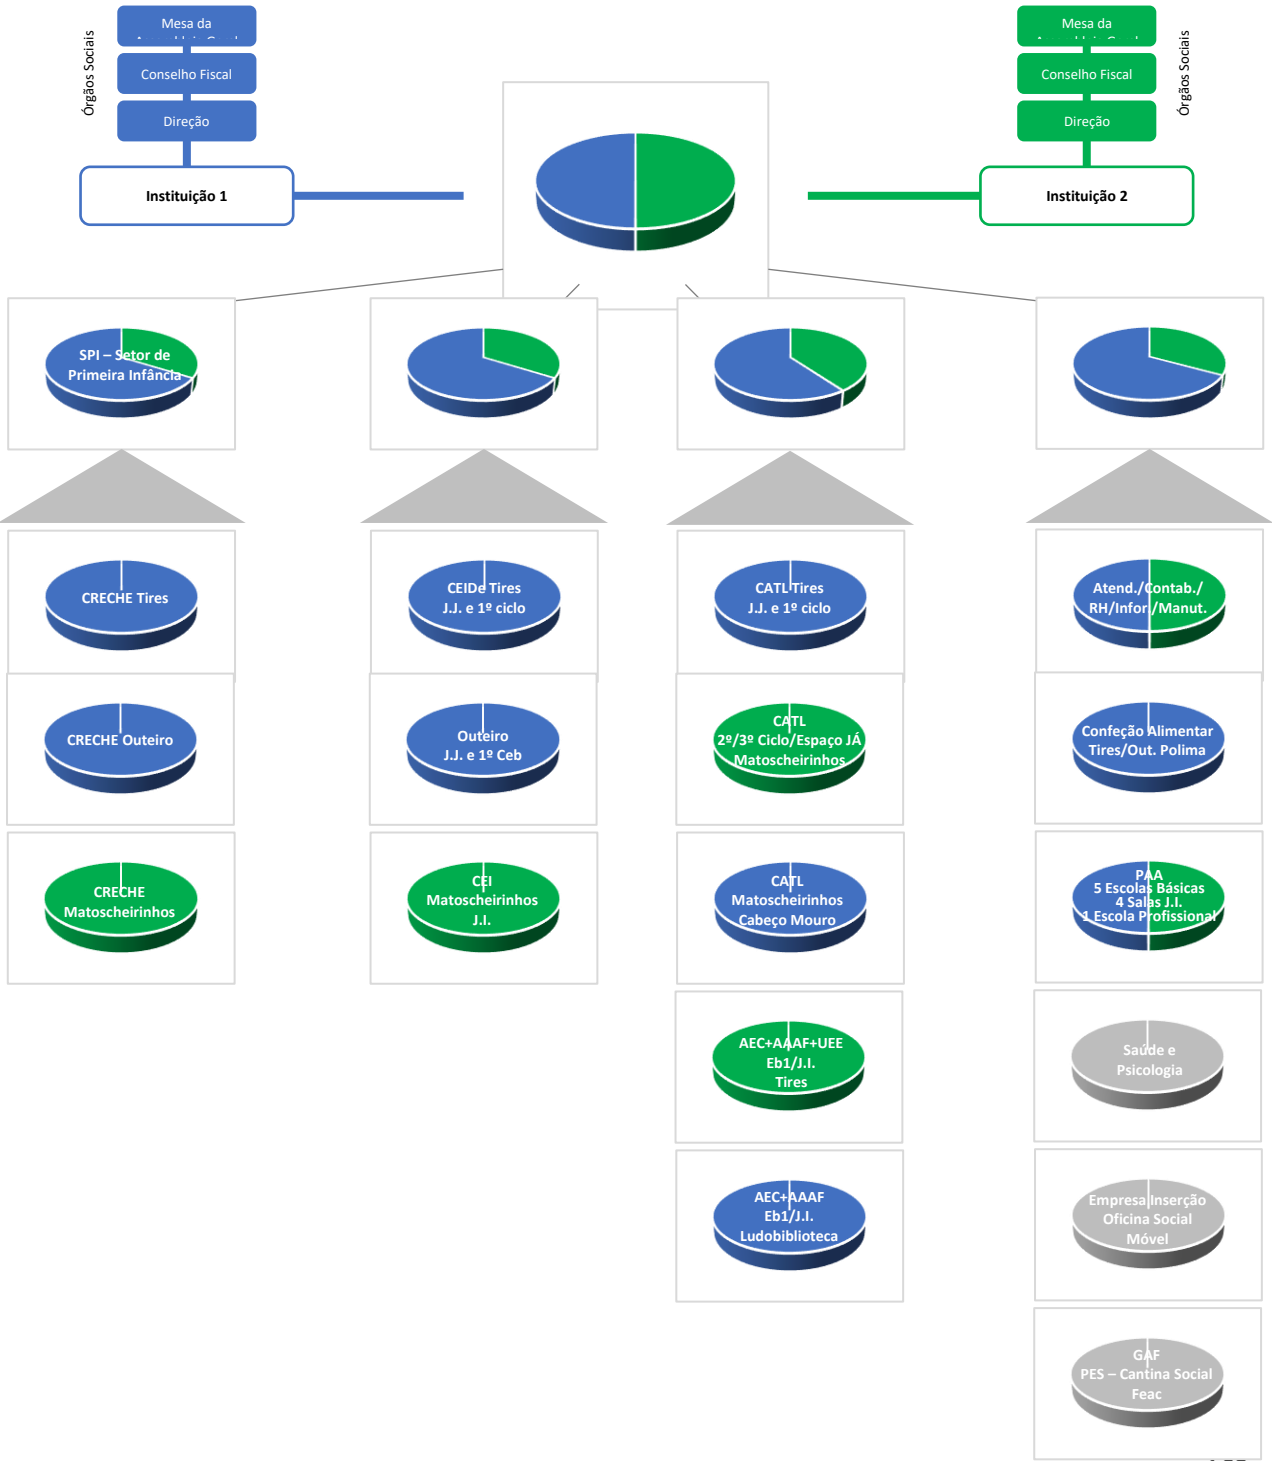 Órgãos Sociais
Mesa da
Conselho Fiscal
Direção
Instituição 1
Mesa da
Conselho Fiscal
Direção
Órgãos Sociais
Instituição 2
SPI – Setor de
Primeira Infância
CRECHE Tires
CEIDe Tires
J.J. e 1º ciclo
CATL Tires
J.J. e 1º ciclo
Atend./Contab./
RH/Infor./Manut.
CRECHE Outeiro
Outeiro
J.J. e 1º Ceb
CATL
2º/3º Ciclo/Espaço JÁ
Matoscheirinhos
Confeção Alimentar
Tires/Out. Polima
CRECHE
Matoscheirinhos
CEI
Matoscheirinhos
J.I.
CATL
Matoscheirinhos
Cabeço Mouro
PAA
5 Escolas Básicas
4 Salas J.I.
1 Escola Profissional
AEC+AAAF+UEE
Eb1/J.I.
Tires
Saúde e
Psicologia
AEC+AAAF
Eb1/J.I.
Ludobiblioteca
Empresa Inserção
Oficina Social
Móvel
GAF
PES – Cantina Social
Feac